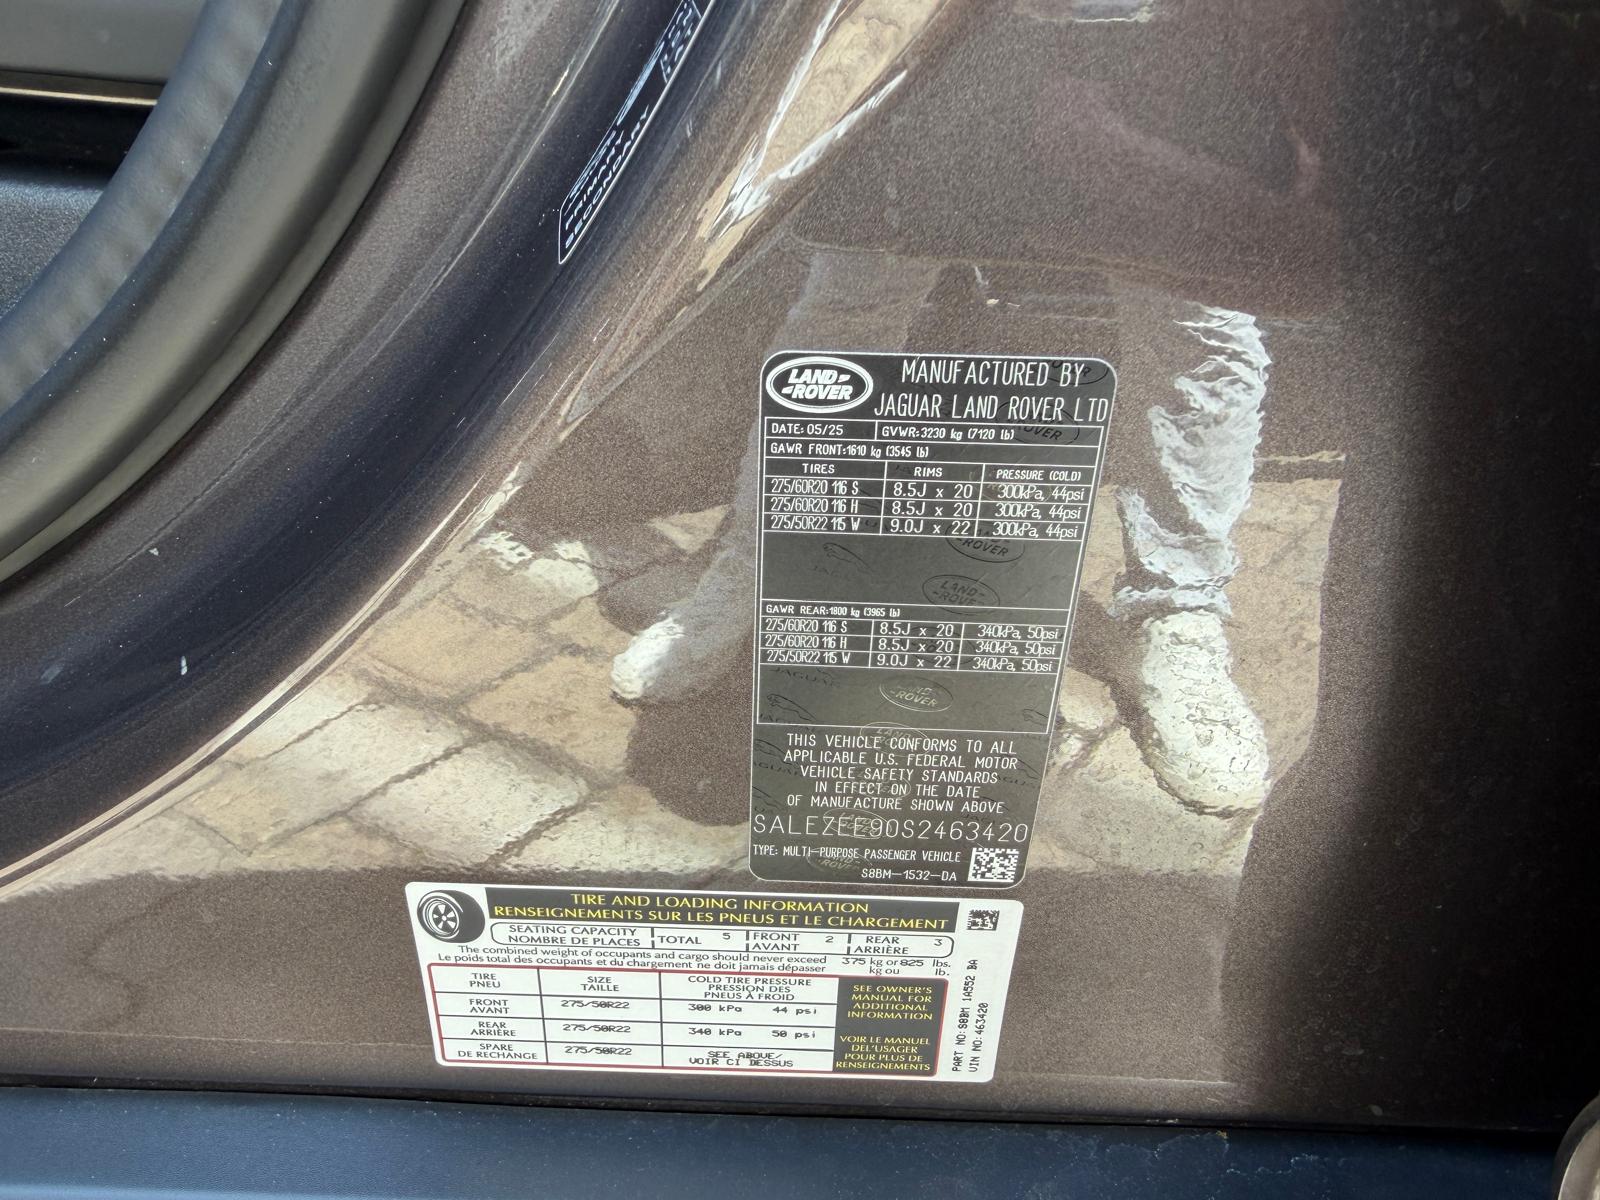 PRIMARY
SECONDARY
LAND-
-ROVER
MANUFACTURED BY
JAGUAR LAND ROVER LTD
DATE: 05/25 GVWR:3230 kg (7120 lb)
GAWR FRONT:1610 kg (3545 lb)
TIRES RIMS PRESSURE (COLD)
275/60R20 116 S 8.5J x 20 300kPa, 44psi
275/60R20 116 H 8.5J x 20 300kPa, 44psi
275/50R22 115 W 9.0J x 22 300kPa, 44psi
GAWR REAR:1800 kg (3965 lb)
275/60R20 116 S 8.5J x 20 340kPa, 50psi
275/60R20 116 H 8.5J x 20 340kPa, 50psi
275/50R22 115 W 9.0J x 22 340kPa, 50psi
THIS VEHICLE CONFORMS TO ALL
APPLICABLE U.S. FEDERAL MOTOR
VEHICLE SAFETY STANDARDS
IN EFFECT ON THE DATE
OF MANUFACTURE SHOWN ABOVE
SALEZEE90S2463420
TYPE: MULTI-PURPOSE PASSENGER VEHICLE
S8BM-1532-DA
TIRE AND LOADING INFORMATION
RENSEIGNEMENTS SUR LES PNEUS ET LE CHARGEMENT
SEATING CAPACITY
NOMBRE DE PLACES
TOTAL 5
FRONT
AVANT 2
REAR
ARRIÈRE 3
The combined weight of occupants and cargo should never exceed 375 kg or 825 lbs.
Le poids total des occupants et du chargement ne doit jamais dépasser kg ou lb.
TIRE
PNEU
SIZE
TAILLE
COLD TIRE PRESSURE
PRESSION DES
PNEUS À FROID
FRONT
AVANT
275/50R22 300 kPa 44 psi
REAR
ARRIÈRE
275/50R22 340 kPa 50 psi
SPARE
DE RECHANGE
275/50R22
SEE ABOVE/
VOIR CI DESSUS
SEE OWNER'S
MANUAL FOR
ADDITIONAL
INFORMATION
VOIR LE MANUEL
DEL'USAGER
POUR PLUS DE
RENSEIGNEMENTS
PART NO: S8BM 1A552 BA
VIN NO: 463420